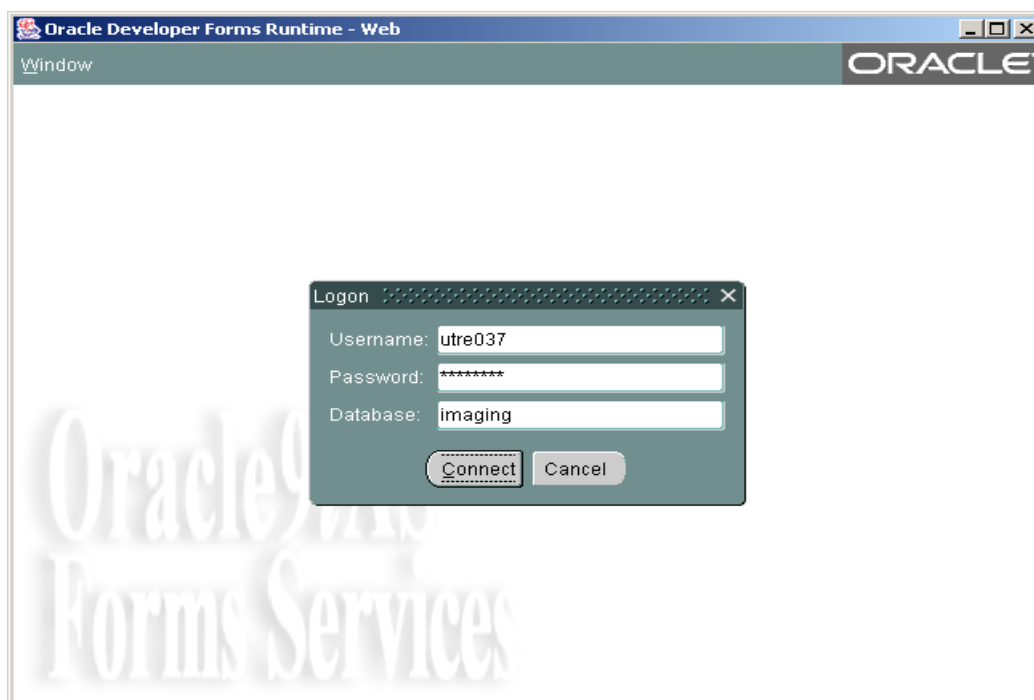 Oracle Developer Forms Runtime - Web
Window
ORACLE
Logon
Username: utre037
Password: ********
Database: imaging
Connect Cancel
Oracle9iAS
Forms Services